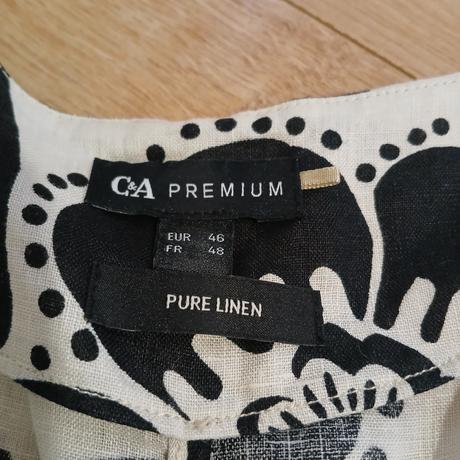 C&A PREMIUM
EUR 46
FR 48
PURE LINEN